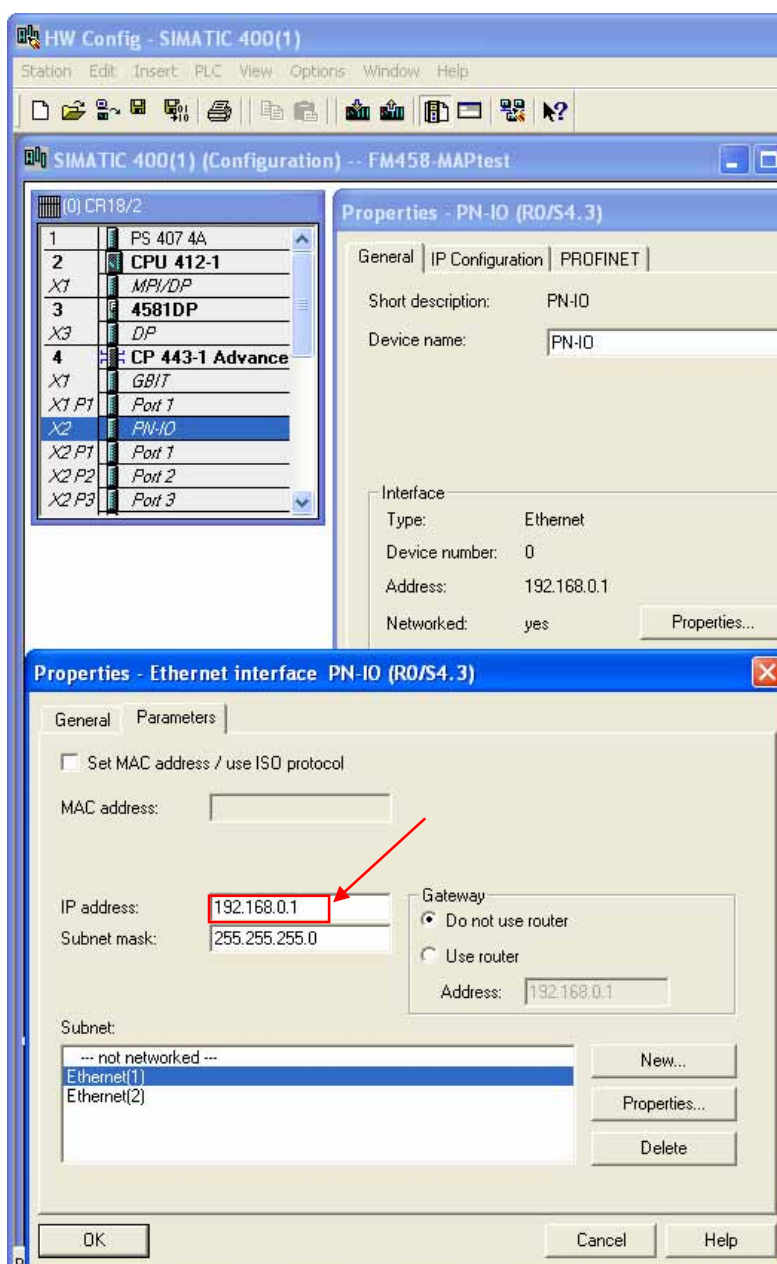 HW Config - SIMATIC 400(1)
Station Edit Insert PLC View Options Window Help
SIMATIC 400(1) (Configuration) -- FM458-MAPtest
(0) CR18/2
1 PS 407 4A
2 CPU 412-1
X1 MPI/DP
3 4581DP
X3 DP
4 CP 443-1 Advance
X1 GBIT
X1 P1 Port 1
X2 PN-IO
X2 P1 Port 1
X2 P2 Port 2
X2 P3 Port 3
Properties - PN-IO (R0/S4.3)
General IP Configuration PROFINET
Short description: PN-IO
Device name: PN-IO
Interface
Type: Ethernet
Device number: 0
Address: 192.168.0.1
Networked: yes Properties...
Properties - Ethernet interface PN-IO (R0/S4.3)
General Parameters
Set MAC address / use ISO protocol
MAC address:
IP address: 192.168.0.1
Subnet mask: 255.255.255.0
Gateway
Do not use router
Use router
Address: 192.168.0.1
Subnet:
--- not networked ---
Ethernet(1)
Ethernet(2)
New...
Properties...
Delete
OK Cancel Help